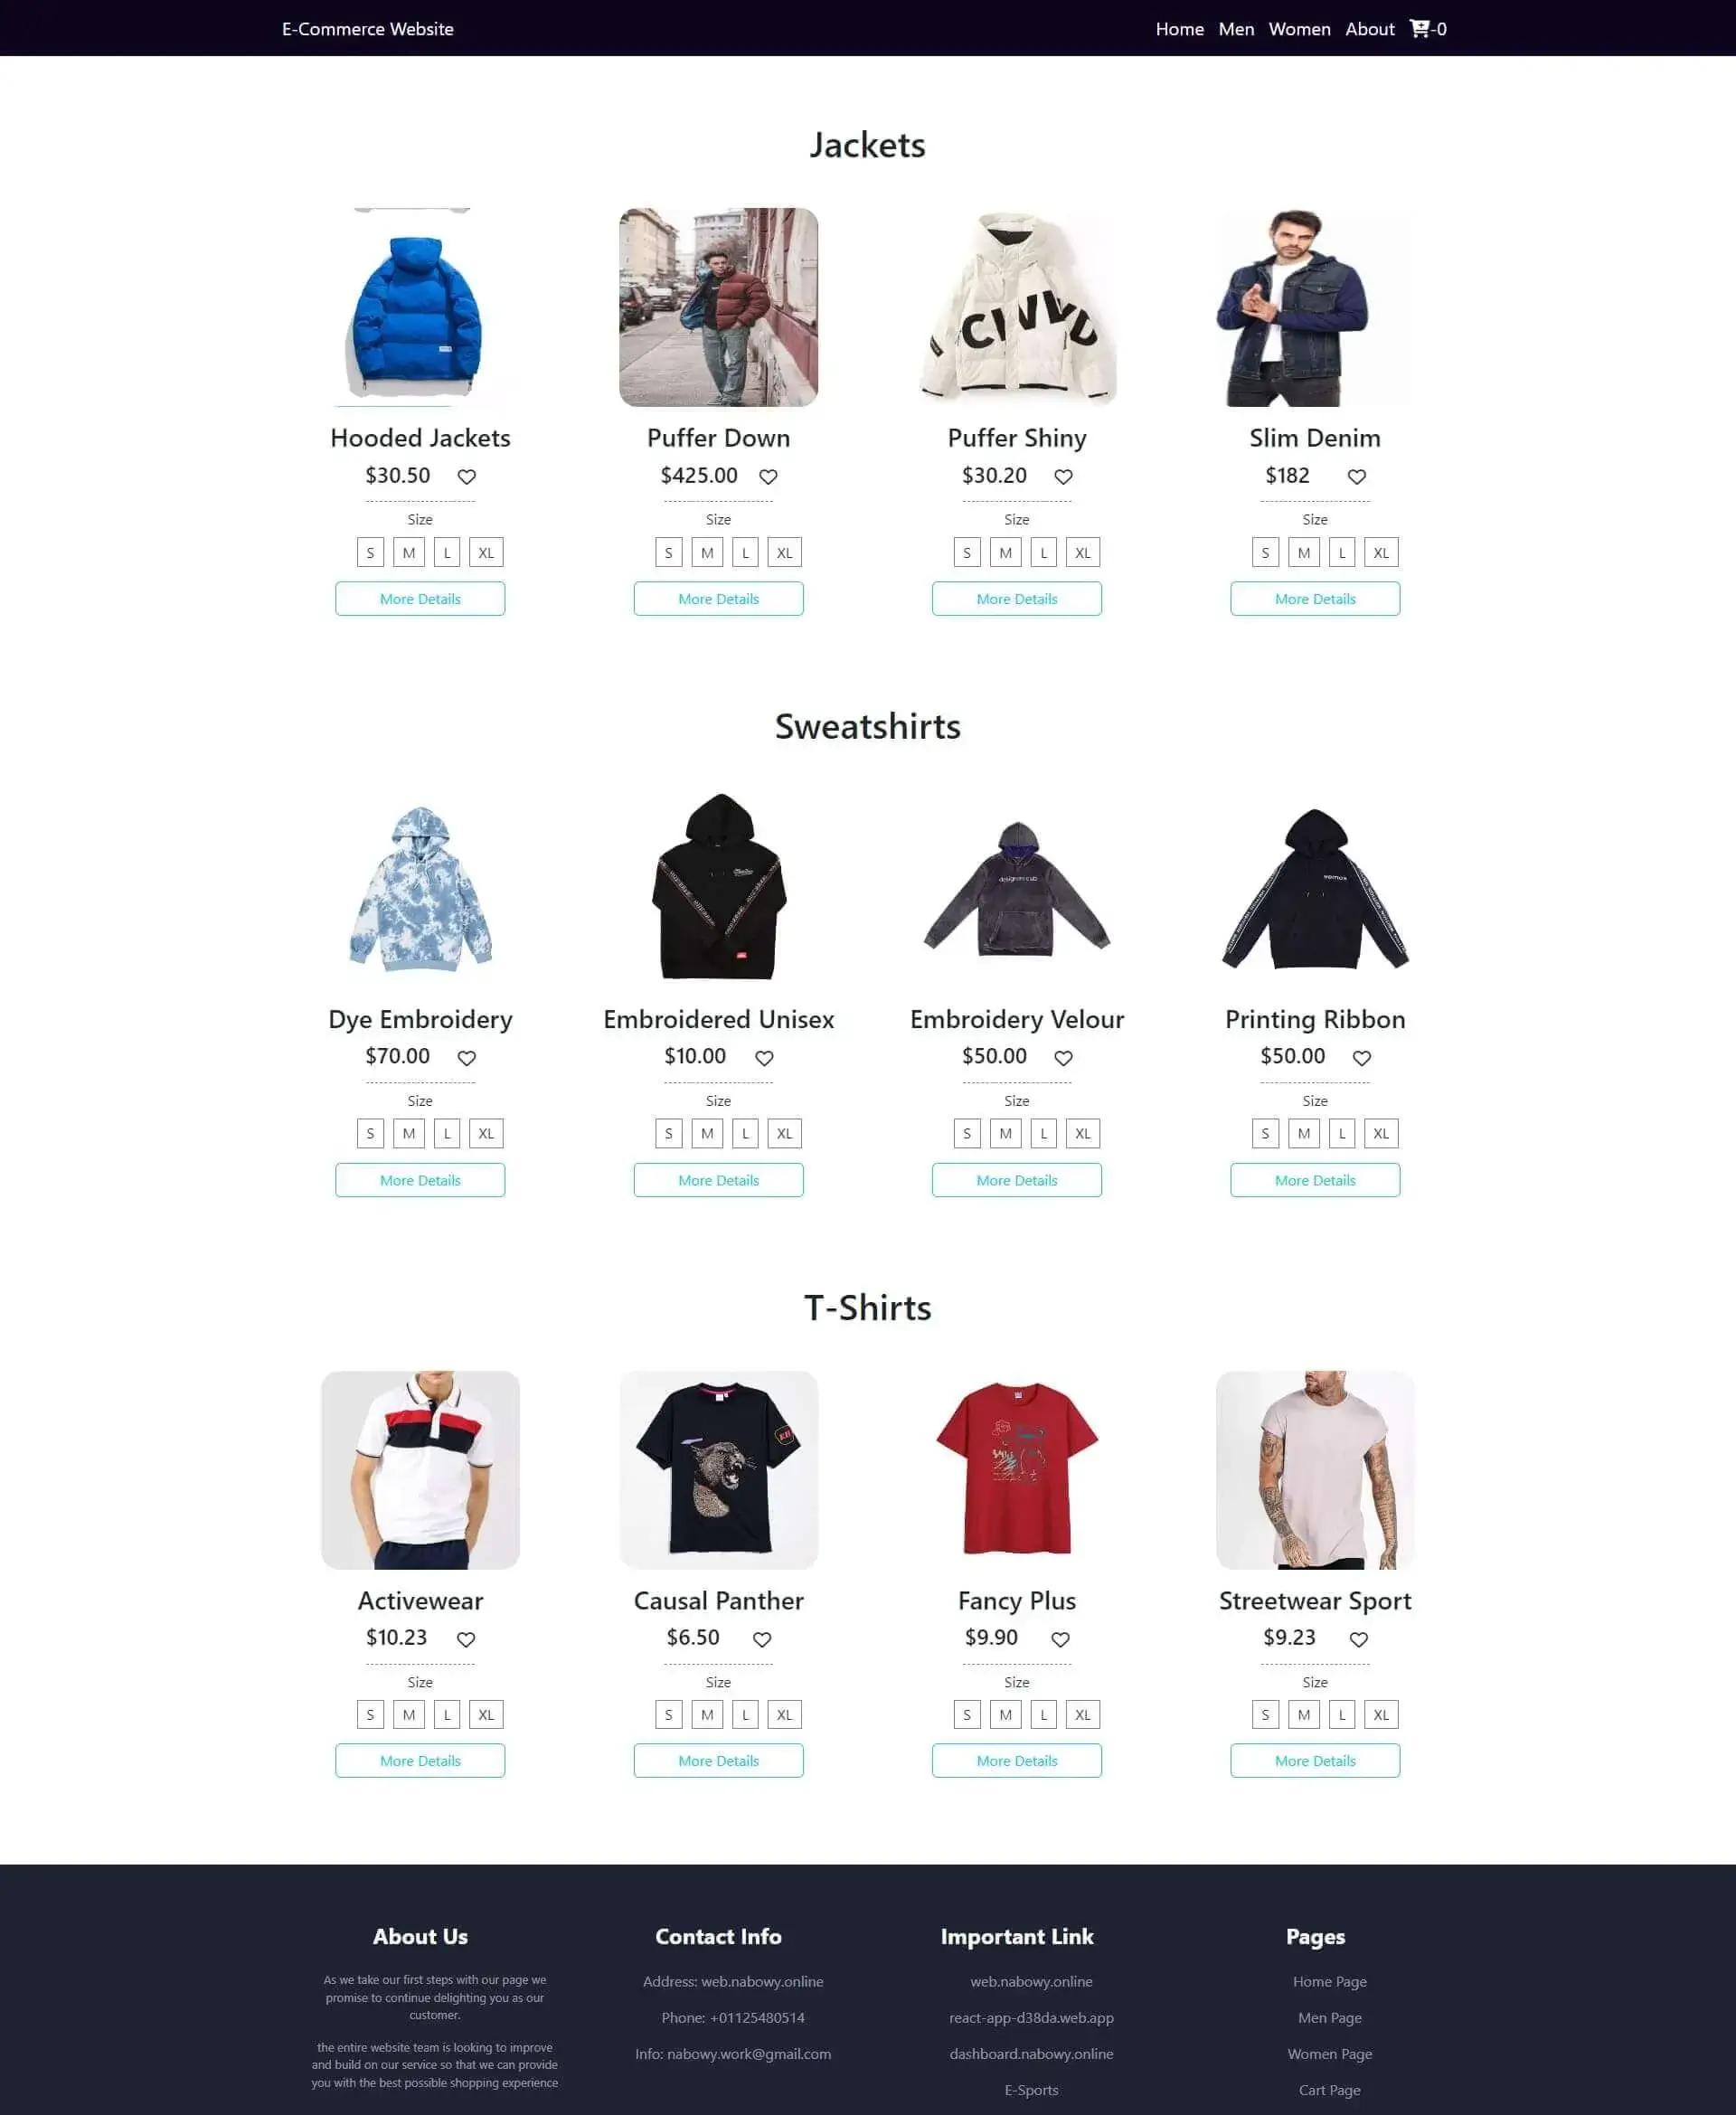 E-Commerce Website
Home Men Women About -0
Jackets
CWLD
Hooded Jackets Puffer Down Puffer Shiny Slim Denim
$30.50 $425.00 $30.20 $182
Size Size Size Size
S M L XL S M L XL S M L XL S M L XL
More Details More Details More Details More Details
Sweatshirts
Dye Embroidery Embroidered Unisex Embroidery Velour Printing Ribbon
$70.00 $10.00 $50.00 $50.00
Size Size Size Size
S M L XL S M L XL S M L XL S M L XL
More Details More Details More Details More Details
T-Shirts
Activewear Causal Panther Fancy Plus Streetwear Sport
$10.23 $6.50 $9.90 $9.23
Size Size Size Size
S M L XL S M L XL S M L XL S M L XL
More Details More Details More Details More Details
About Us
As we take our first steps with our page we
promise to continue delighting you as our
customer.
the entire website team is looking to improve
and build on our service so that we can provide
you with the best possible shopping experience
Contact Info
Address: web.nabowy.online
Phone: +01125480514
Info: nabowy.work@gmail.com
Important Link
web.nabowy.online
react-app-d38da.web.app
dashboard.nabowy.online
E-Sports
Pages
Home Page
Men Page
Women Page
Cart Page